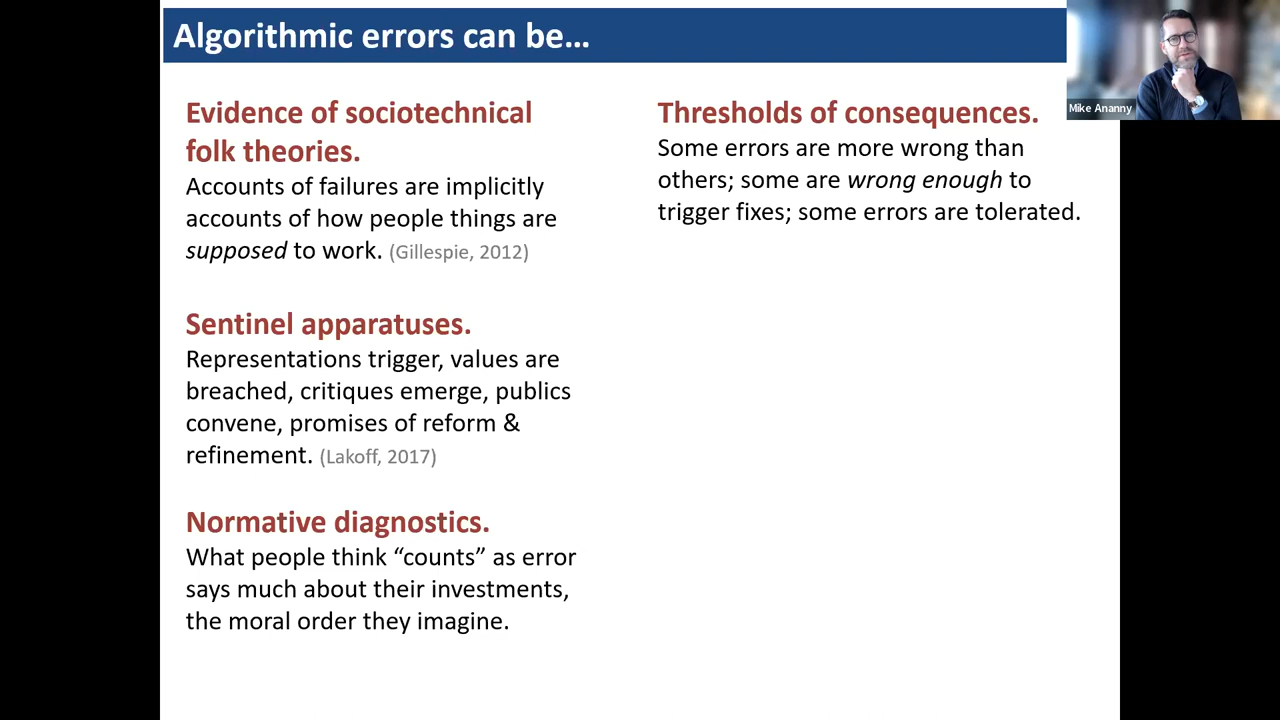 Algorithmic errors can be…
Evidence of sociotechnical
folk theories.
Accounts of failures are implicitly
accounts of how people things are
supposed to work. (Gillespie, 2012)
Sentinel apparatuses.
Representations trigger, values are
breached, critiques emerge, publics
convene, promises of reform &
refinement. (Lakoff, 2017)
Normative diagnostics.
What people think “counts” as error
says much about their investments,
the moral order they imagine.
Thresholds of consequences.
Some errors are more wrong than
others; some are wrong enough to
trigger fixes; some errors are tolerated.
Mike Ananny